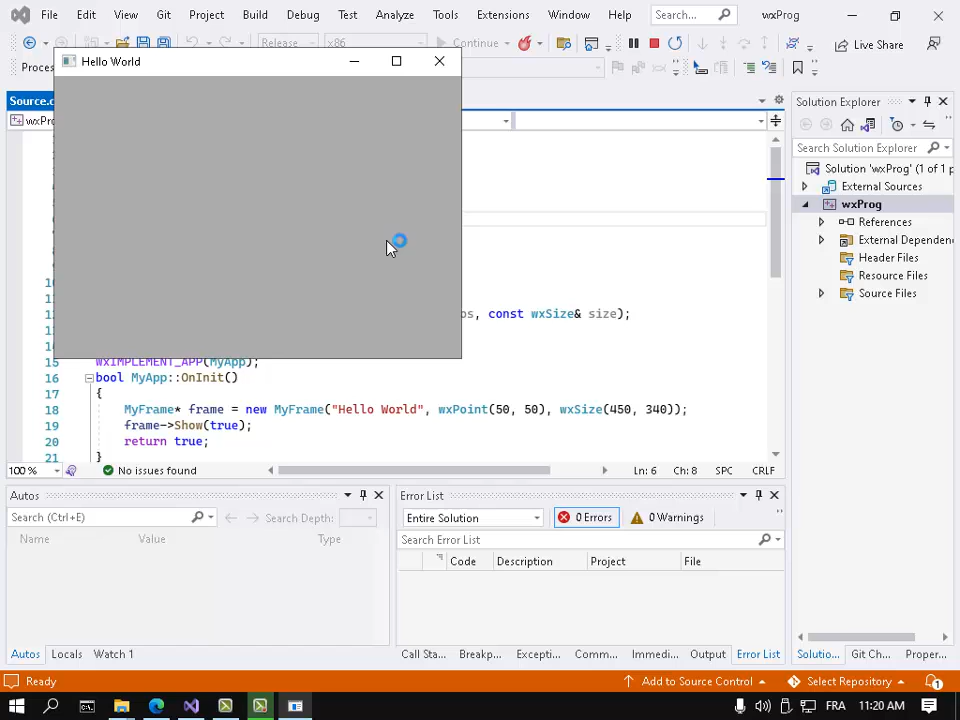 File Edit View Git Project Build Debug Test Analyze Tools Extensions Window Help Search... wxProg
Release x86 Continue Live Share
Proces
Hello World
Source.c
wxPro
Solution Explorer
Search Solution Explorer
Solution 'wxProg' (1 of 1 p
External Sources
wxProg
References
External Dependen
Header Files
Resource Files
Source Files
10
const wxSize& size);
15 wxIMPLEMENT_APP(MyApp);
16 bool MyApp::OnInit()
17 {
18 MyFrame* frame = new MyFrame("Hello World", wxPoint(50, 50), wxSize(450, 340));
19 frame->Show(true);
20 return true;
21 }
100 % No issues found Ln: 6 Ch: 8 SPC CRLF
Autos
Search (Ctrl+E) Search Depth:
Name Value Type
Autos Locals Watch 1
Error List
Entire Solution 0 Errors 0 Warnings
Search Error List
Code Description Project File
Call Sta... Breakp... Excepti... Comm... Immedi... Output Error List
Solutio... Git Ch... Proper...
Ready Add to Source Control Select Repository 1
FRA 11:20 AM